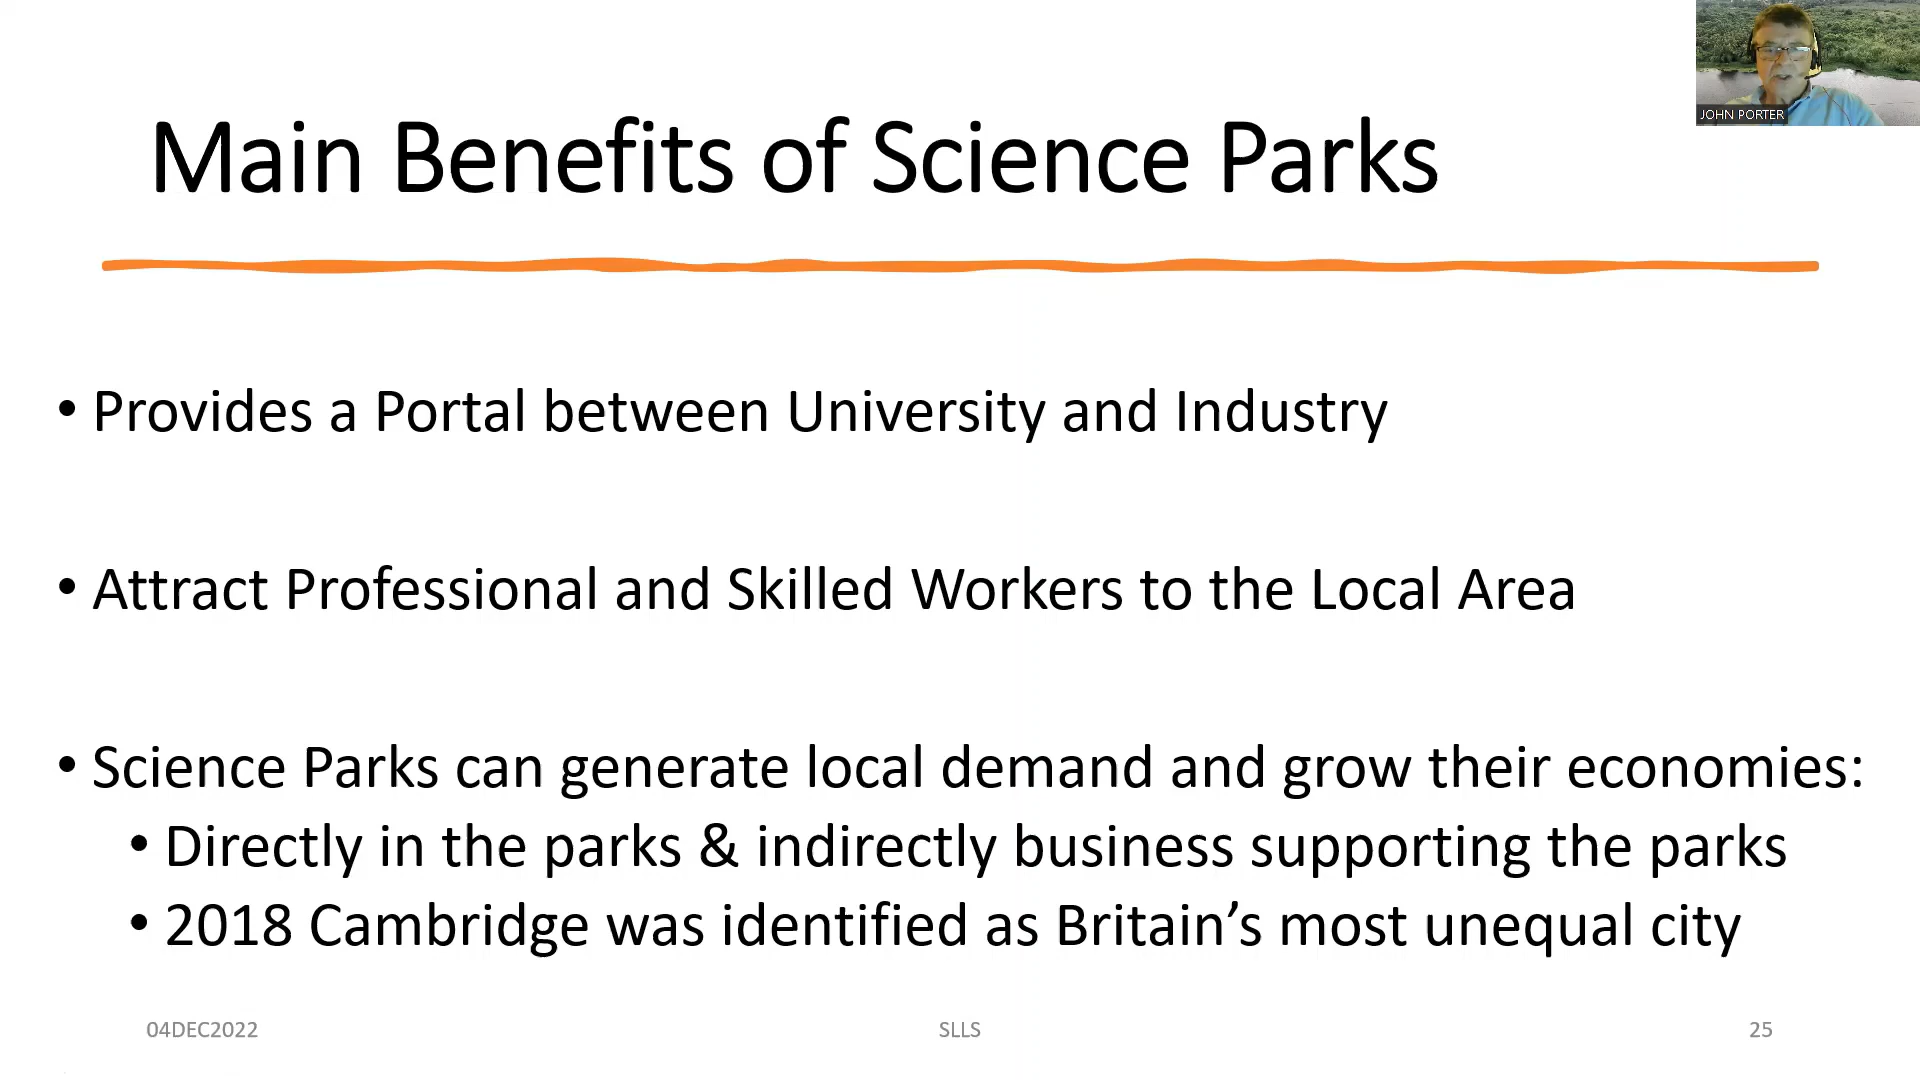 JOHN PORTER
Main Benefits of Science Parks
• Provides a Portal between University and Industry
• Attract Professional and Skilled Workers to the Local Area
• Science Parks can generate local demand and grow their economies:
• Directly in the parks & indirectly business supporting the parks
• 2018 Cambridge was identified as Britain’s most unequal city
04DEC2022
SLLS
25